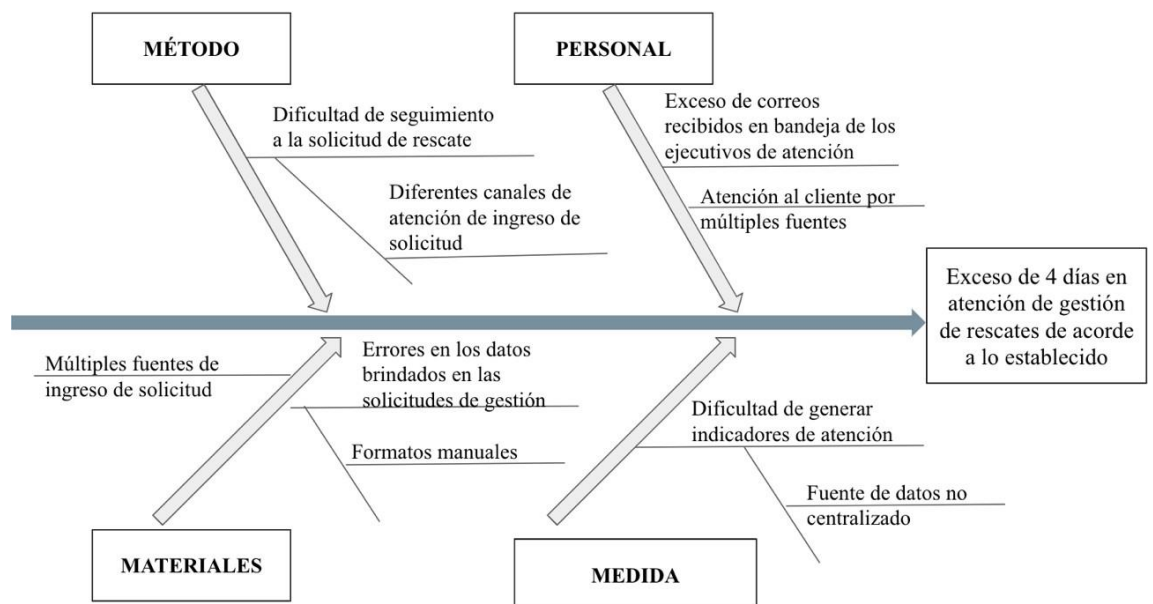 MÉTODO
PERSONAL
Dificultad de seguimiento
a la solicitud de rescate
Diferentes canales de
atención de ingreso de
solicitud
Exceso de correos
recibidos en bandeja de los
ejecutivos de atención
Atención al cliente por
múltiples fuentes
Exceso de 4 días en
atención de gestión
de rescates de acorde
a lo establecido
Múltiples fuentes de
ingreso de solicitud
Errores en los datos
brindados en las
solicitudes de gestión
Formatos manuales
Dificultad de generar
indicadores de atención
Fuente de datos no
centralizado
MATERIALES
MEDIDA